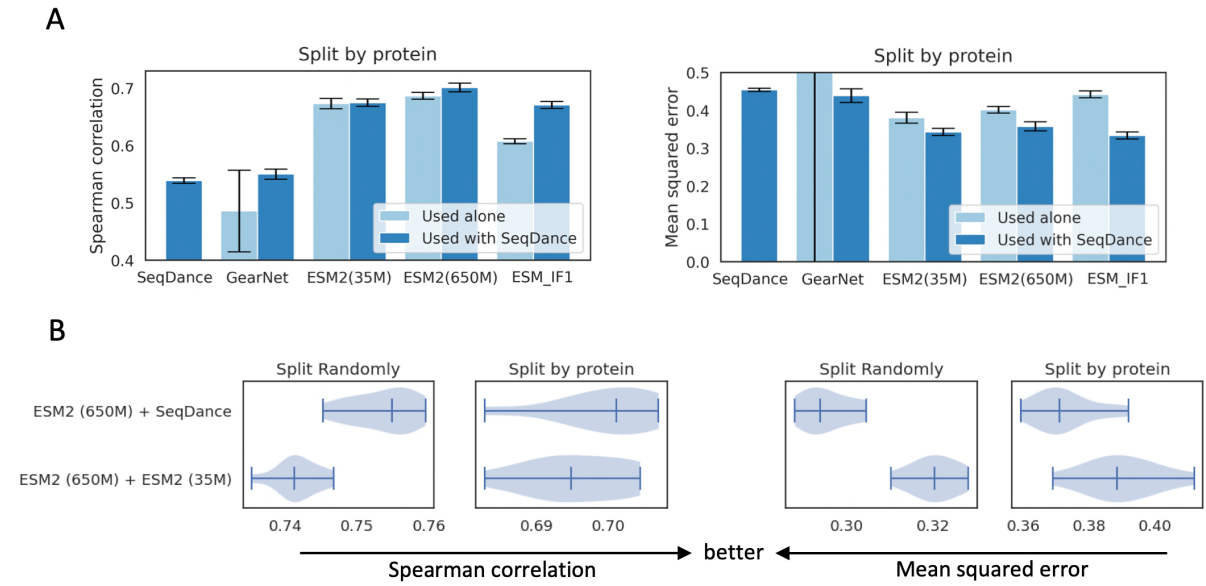 A
Split by protein
Spearman correlation
0.7
0.6
0.5
0.4
Used alone
Used with SeqDance
SeqDance GearNet ESM2(35M) ESM2(650M) ESM_IF1
Split by protein
Mean squared error
0.5
0.4
0.3
0.2
0.1
0.0
Used alone
Used with SeqDance
SeqDance GearNet ESM2(35M) ESM2(650M) ESM_IF1
B
Split Randomly Split by protein Split Randomly Split by protein
ESM2 (650M) + SeqDance
ESM2 (650M) + ESM2 (35M)
0.74 0.75 0.76 0.69 0.70 0.30 0.32 0.36 0.38 0.40
better
Spearman correlation Mean squared error